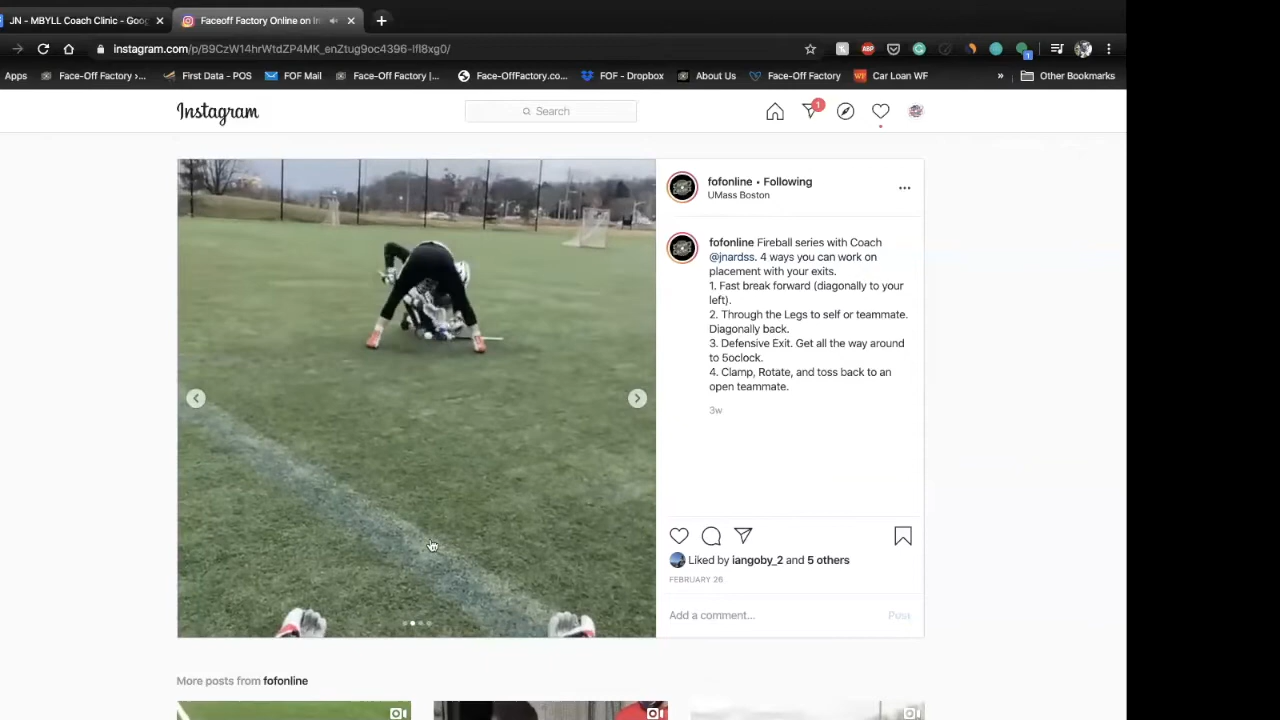 JN - MBYLL Coach Clinic - Goog
Faceoff Factory Online on In
instagram.com/p/B9CzW14hrWtdZP4MK_enZtug9oc4396-lfl8xg0/
Apps
Face-Off Factory >...
First Data - POS
FOF Mail
Face-Off Factory |...
Face-OffFactory.co...
FOF - Dropbox
About Us
Face-Off Factory
Car Loan WF
»
Other Bookmarks
Instagram
Search
1
fofonline • Following
UMass Boston
fofonline Fireball series with Coach
@jnardss. 4 ways you can work on
placement with your exits.
1. Fast break forward (diagonally to your
left).
2. Through the Legs to self or teammate.
Diagonally back.
3. Defensive Exit. Get all the way around
to 5oclock.
4. Clamp, Rotate, and toss back to an
open teammate.
3w
Liked by iangoby_2 and 5 others
FEBRUARY 26
Add a comment...
Post
More posts from fofonline